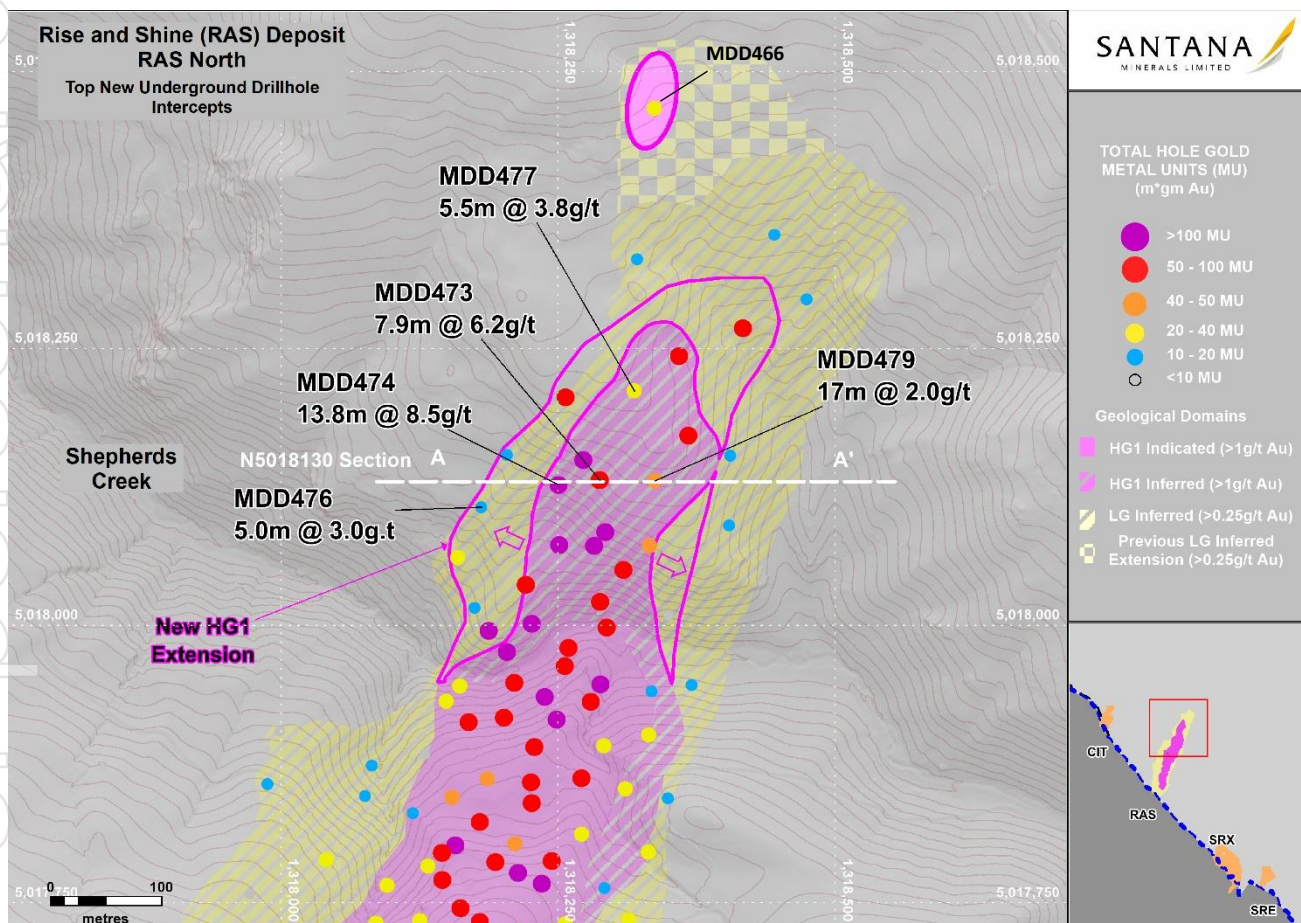 Rise and Shine (RAS) Deposit
RAS North
Top New Underground Drillhole
Intercepts
1,318,250
1,318,500
5,018,500
MDD466
MDD477
5.5m @ 3.8g/t
MDD473
7.9m @ 6.2g/t
5,018,250
5,018,250
MDD479
17m @ 2.0g/t
MDD474
13.8m @ 8.5g/t
Shepherds
Creek
N5018130 Section
A
A'
MDD476
5.0m @ 3.0g.t
5,018,000
5,018,000
New HG1
Extension
1,318,000
1,318,250
1,318,500
5,017,750
5,017,750
0
100
metres
SANTANA
MINERALS LIMITED
TOTAL HOLE GOLD
METAL UNITS (MU)
(m*gm Au)
>100 MU
50 - 100 MU
40 - 50 MU
20 - 40 MU
10 - 20 MU
<10 MU
Geological Domains
HG1 Indicated (>1g/t Au)
HG1 Inferred (>1g/t Au)
LG Inferred (>0.25g/t Au)
Previous LG Inferred
Extension (>0.25g/t Au)
CIT
RAS
SRX
SRE